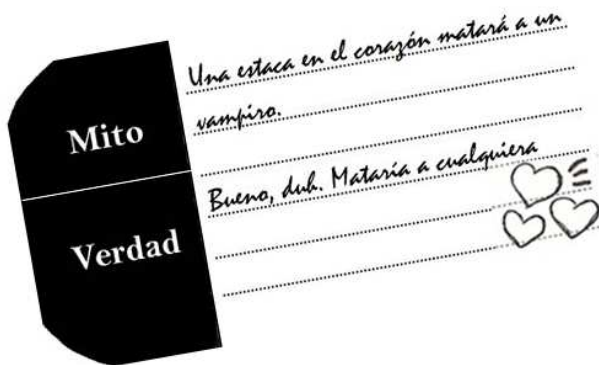 Mito
Una estaca en el corazón matará a un
vampiro.
Verdad
Bueno, duh. Mataría a cualquiera